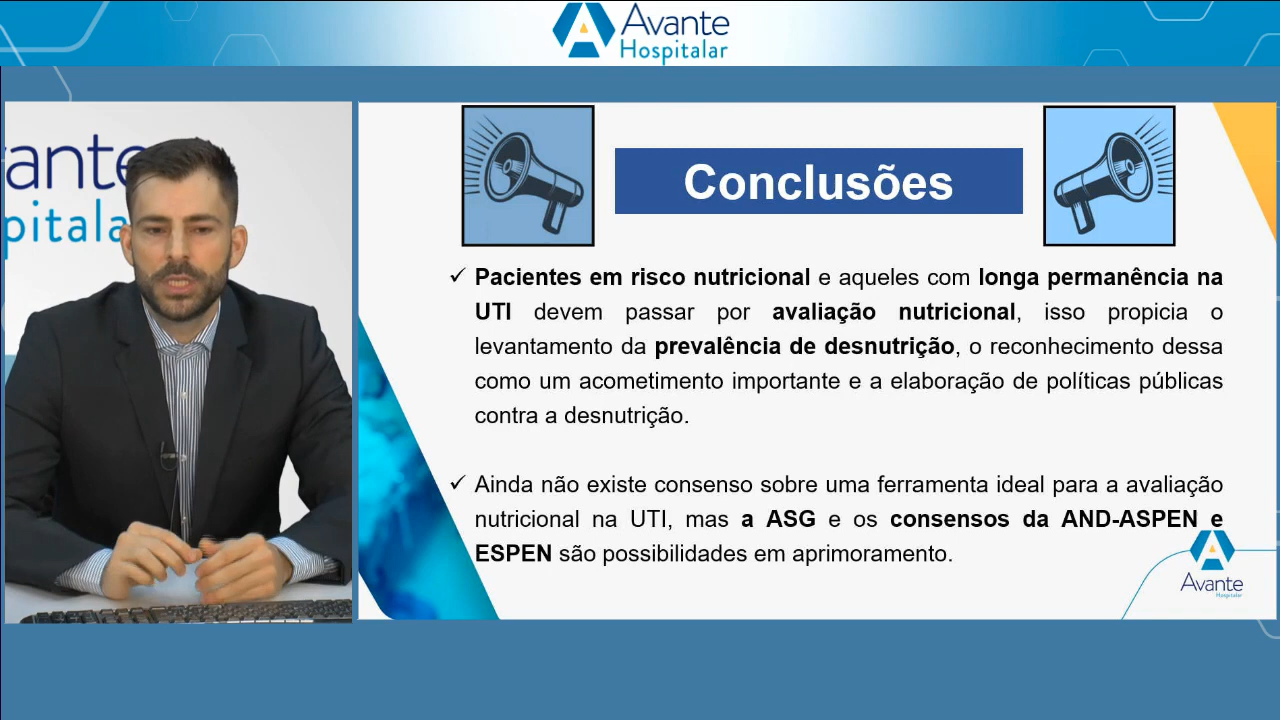 Avante
Hospitalar
vante
pitala
Conclusões
✓ Pacientes em risco nutricional e aqueles com longa permanência na
UTI devem passar por avaliação nutricional, isso propicia o
levantamento da prevalência de desnutrição, o reconhecimento dessa
como um acometimento importante e a elaboração de políticas públicas
contra a desnutrição.
✓ Ainda não existe consenso sobre uma ferramenta ideal para a avaliação
nutricional na UTI, mas a ASG e os consensos da AND-ASPEN e
ESPEN são possibilidades em aprimoramento.
Avante
Hospitalar